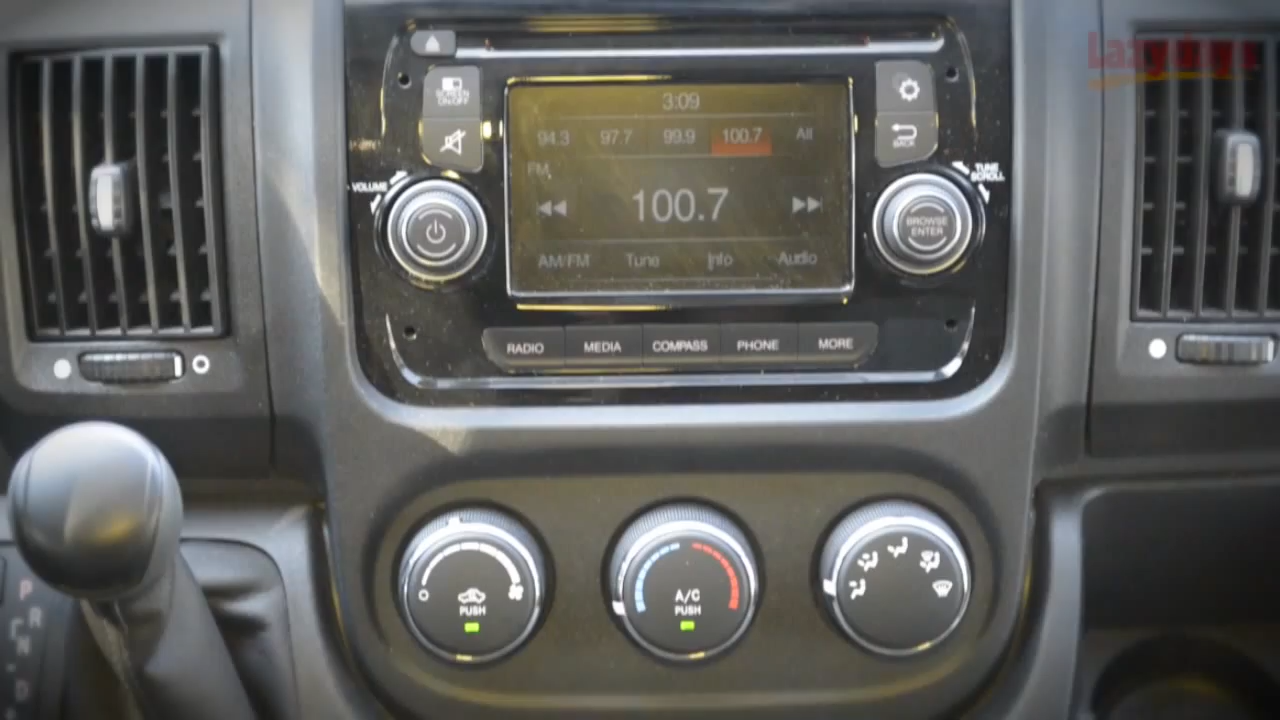 Lazydays
SCREEN
ON/OFF
3:09
94.3 97.7 99.9 100.7 All
FM
BACK
VOLUME
TUNE
SCROLL
100.7
BROWSE
ENTER
AM/FM Tune Info Audio
RADIO MEDIA COMPASS PHONE MORE
A/C
PUSH PUSH
P
R
N
D